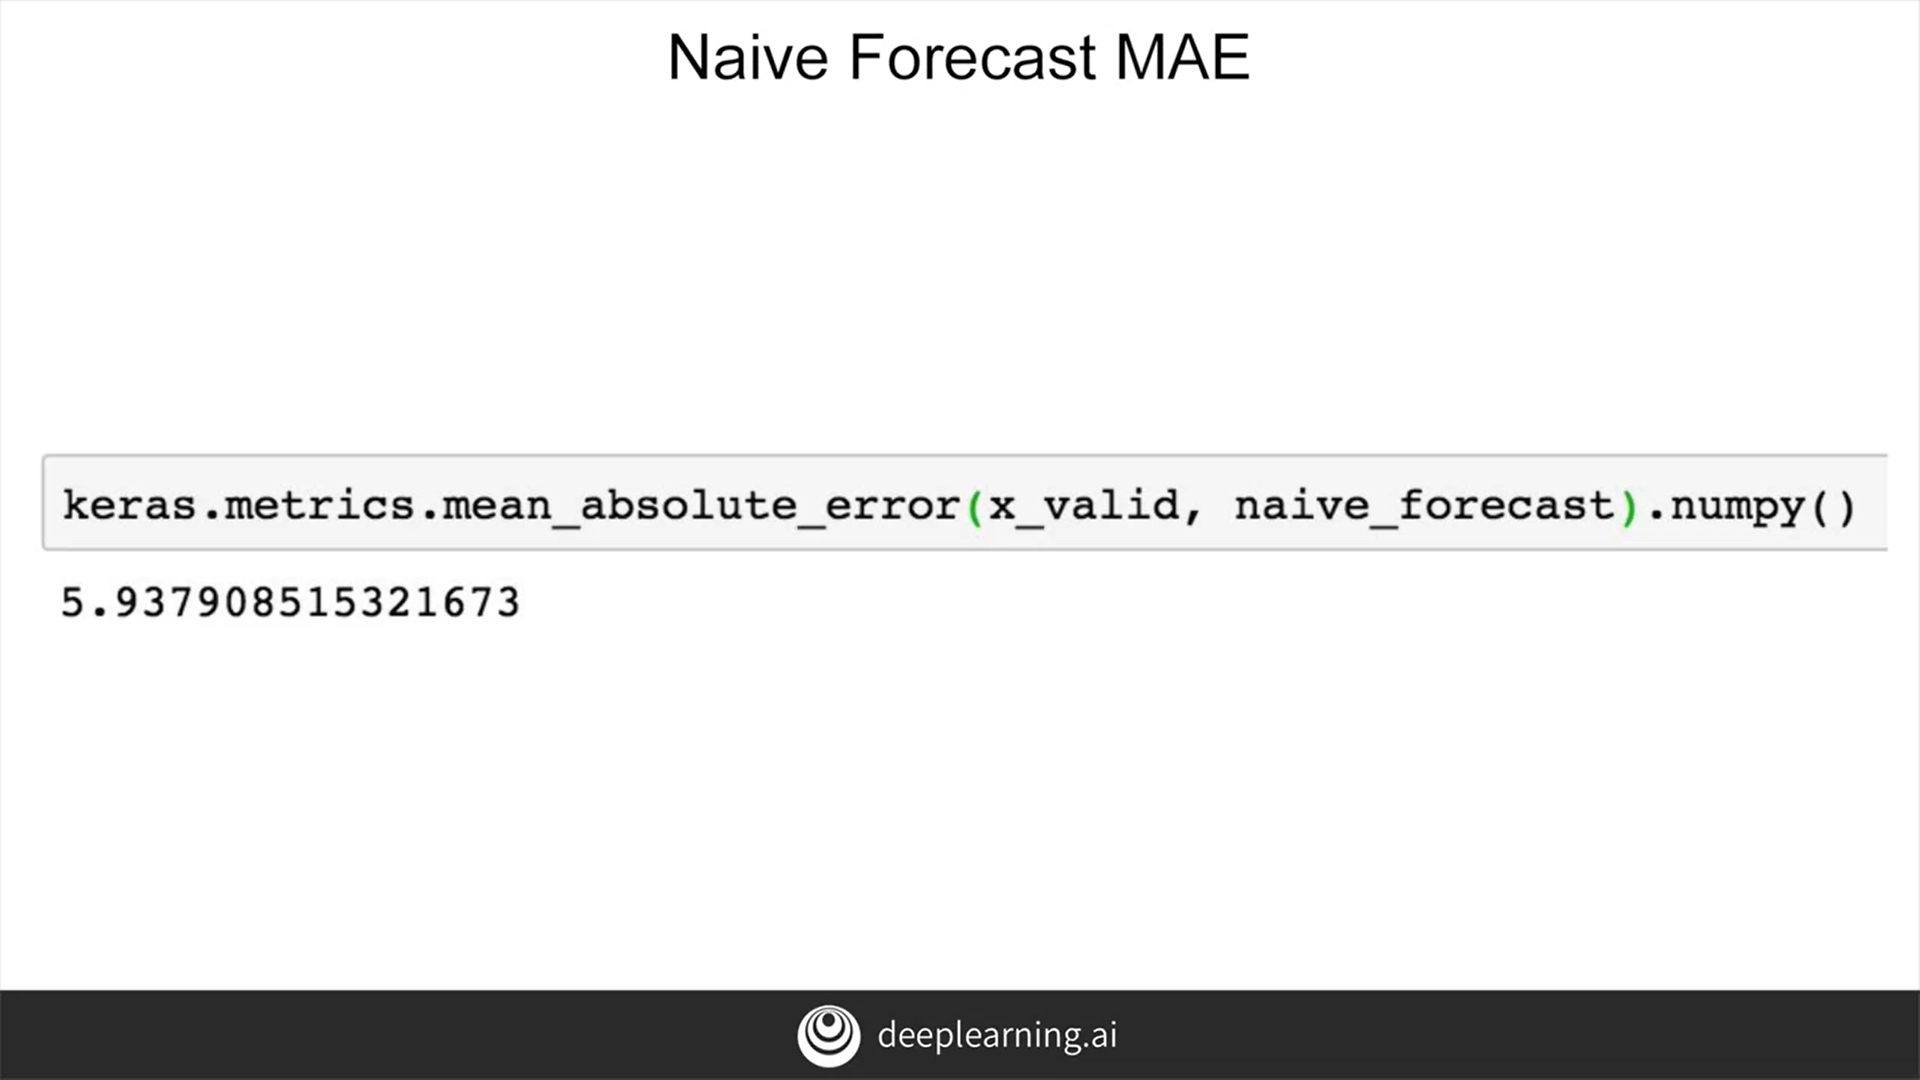 Naive Forecast MAE
keras.metrics.mean_absolute_error(x_valid, naive_forecast).numpy()
5.937908515321673
deeplearning.ai